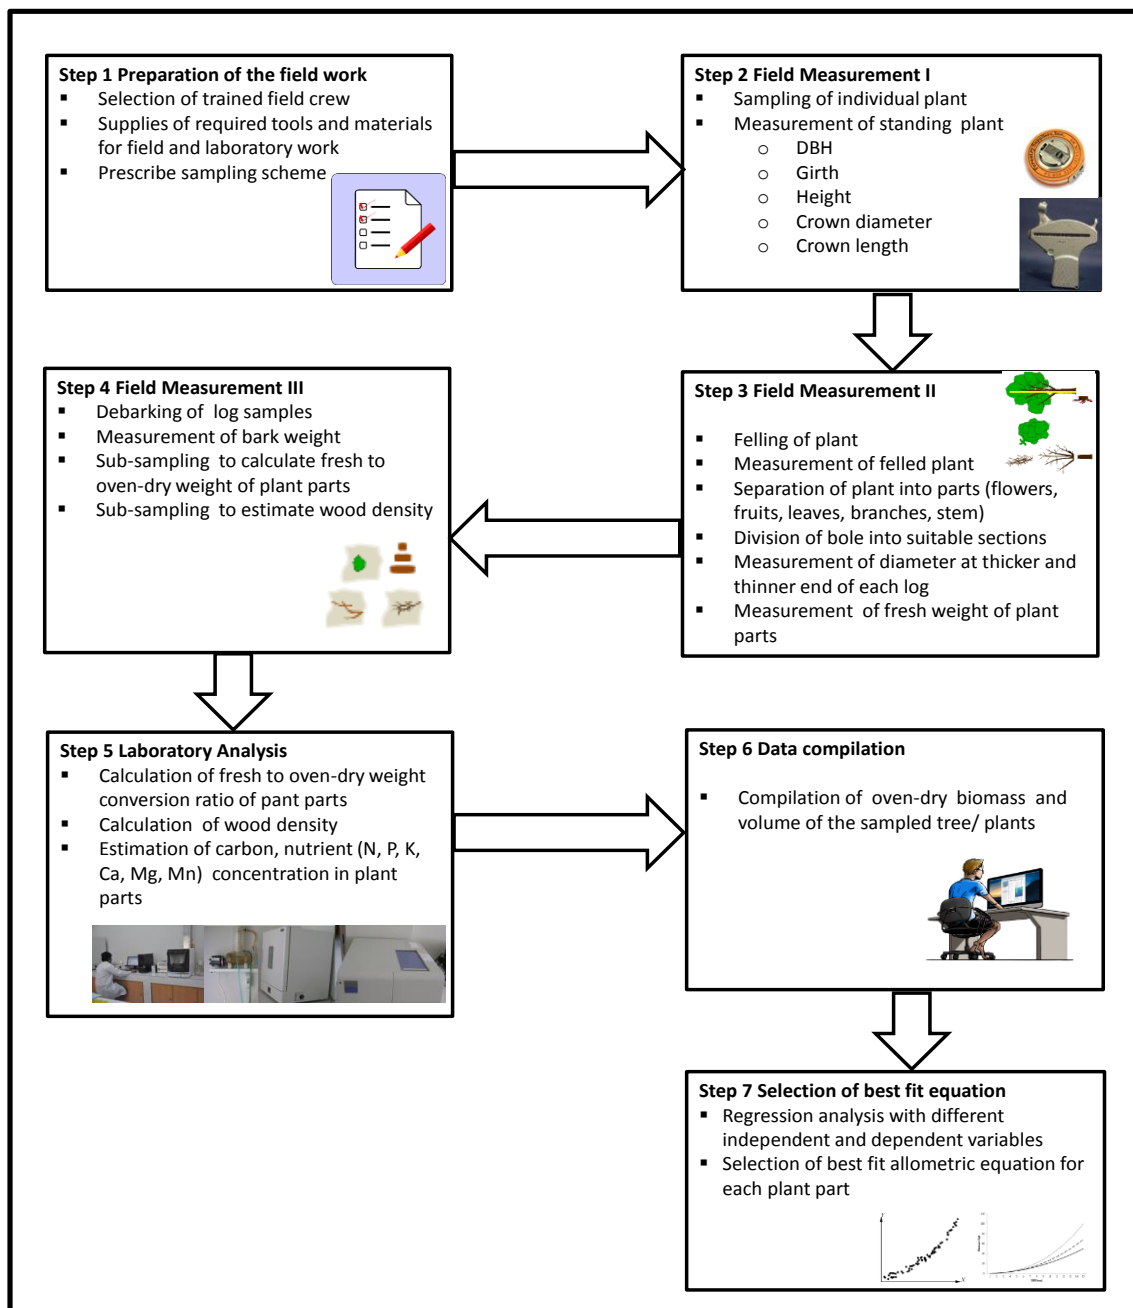 Step 1 Preparation of the field work
▪ Selection of trained field crew
▪ Supplies of required tools and materials
for field and laboratory work
▪ Prescribe sampling scheme
Step 2 Field Measurement I
▪ Sampling of individual plant
▪ Measurement of standing plant
o DBH
o Girth
o Height
o Crown diameter
o Crown length
Step 3 Field Measurement II
▪ Felling of plant
▪ Measurement of felled plant
▪ Separation of plant into parts (flowers,
fruits, leaves, branches, stem)
▪ Division of bole into suitable sections
▪ Measurement of diameter at thicker and
thinner end of each log
▪ Measurement of fresh weight of plant
parts
Step 4 Field Measurement III
▪ Debarking of log samples
▪ Measurement of bark weight
▪ Sub-sampling to calculate fresh to
oven-dry weight of plant parts
▪ Sub-sampling to estimate wood density
Step 5 Laboratory Analysis
▪ Calculation of fresh to oven-dry weight
conversion ratio of pant parts
▪ Calculation of wood density
▪ Estimation of carbon, nutrient (N, P, K,
Ca, Mg, Mn) concentration in plant
parts
Step 6 Data compilation
▪ Compilation of oven-dry biomass and
volume of the sampled tree/ plants
Step 7 Selection of best fit equation
▪ Regression analysis with different
independent and dependent variables
▪ Selection of best fit allometric equation for
each plant part